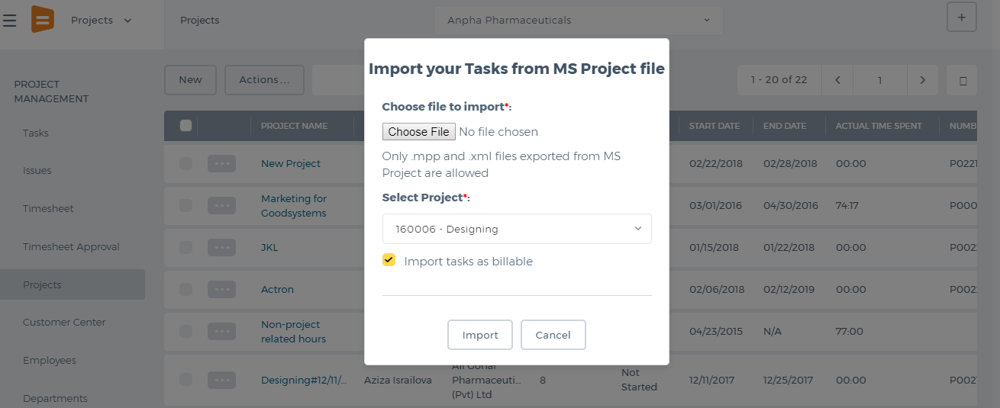 Projects
Projects
Anpha Pharmaceuticals
+
PROJECT
MANAGEMENT
Tasks
Issues
Timesheet
Timesheet Approval
Projects
Customer Center
Employees
Departments
New
Actions...
1 - 20 of 22
1
PROJECT NAME
START DATE
END DATE
ACTUAL TIME SPENT
NUMB
New Project
02/22/2018
02/28/2018
00:00
P0221
Marketing for
Goodsystems
03/01/2016
04/30/2016
74:17
P000
JKL
01/15/2018
01/22/2018
00:00
P002
Actron
02/06/2018
02/12/2019
00:00
P002
Non-project
related hours
04/23/2015
N/A
77:00
Designing#12/11/...
Aziza Israilova
Pharmaceuti...
(Pvt) Ltd
8
Not
Started
12/11/2017
12/25/2017
00:00
P002
Import your Tasks from MS Project file
Choose file to import*:
Choose File No file chosen
Only .mpp and .xml files exported from MS
Project are allowed
Select Project*:
160006 - Designing
Import tasks as billable
Import
Cancel